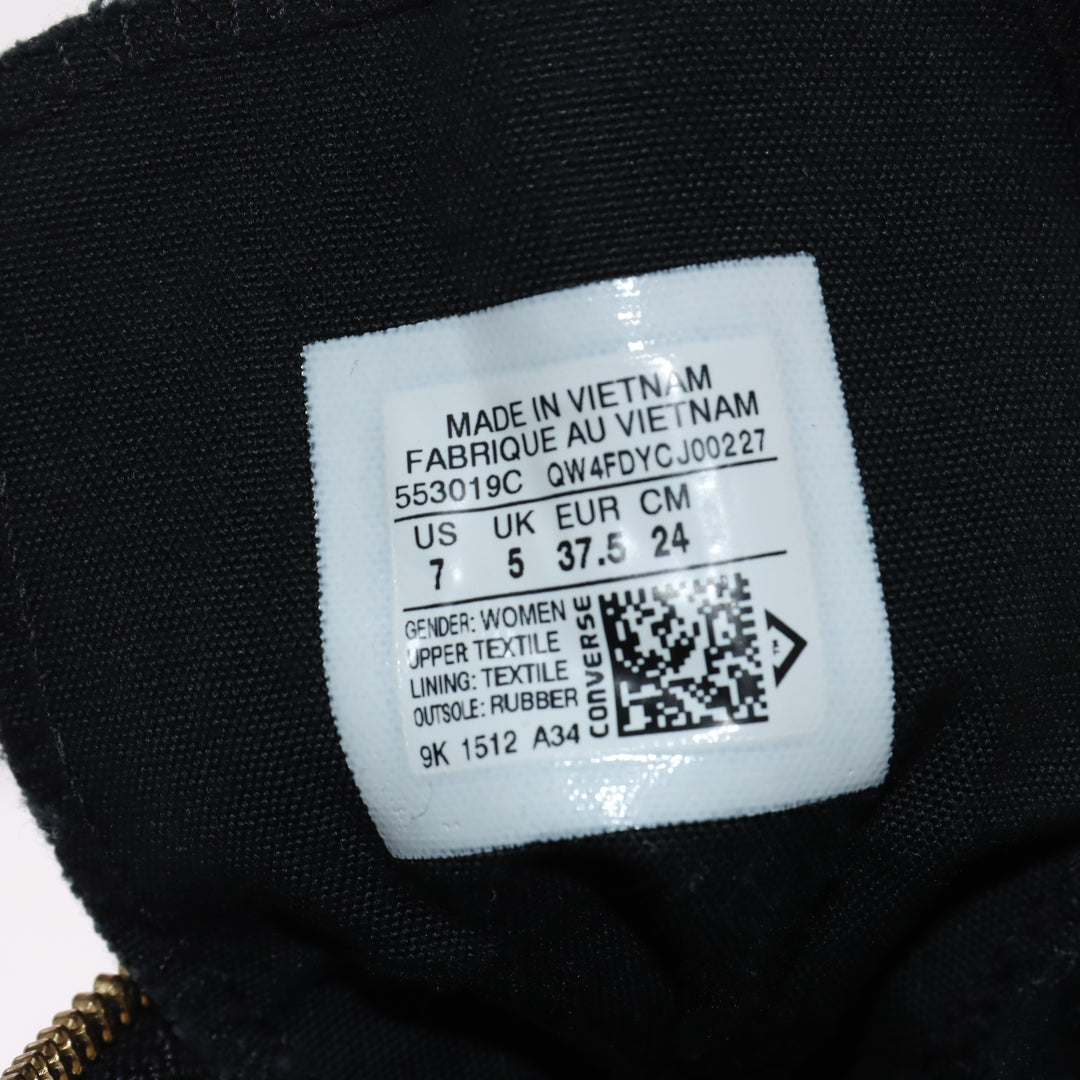 MADE IN VIETNAM
FABRIQUE AU VIETNAM
553019C QW4FDYCJ00227
US UK EUR CM
7 5 37.5 24
GENDER: WOMEN
UPPER TEXTILE
LINING: TEXTILE
OUTSOLE: RUBBER
9K 1512 A34
CONVERSE